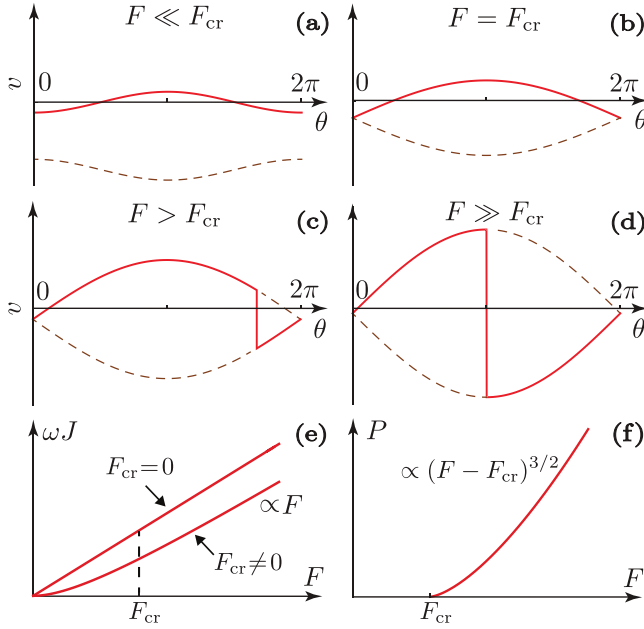 F ≪ F_cr (a)
v
0
2π
θ
F = F_cr (b)
0
2π
θ
F > F_cr (c)
v
0
2π
θ
F ≫ F_cr (d)
0
2π
θ
ωJ (e)
F_cr=0
∝F
F_cr≠0
F
F_cr
P (f)
∝ (F − F_cr)^3/2
F
F_cr